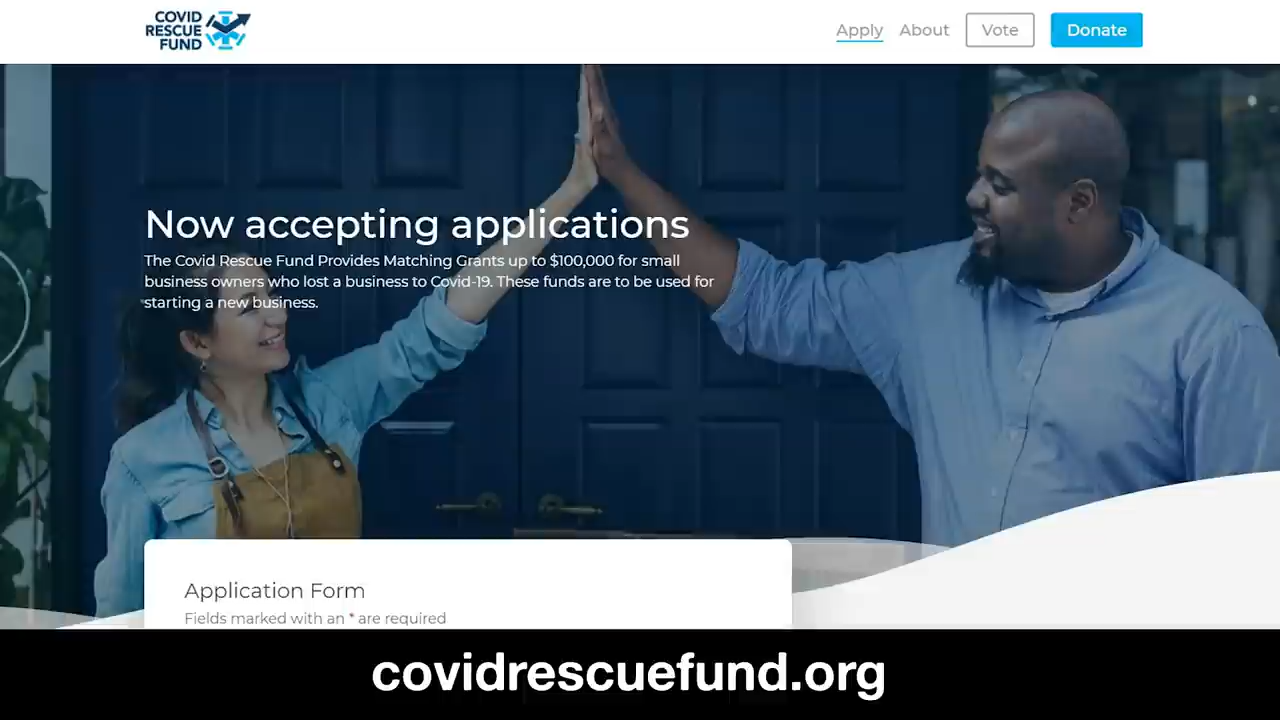 COVID
RESCUE
FUND
Apply
About
Vote
Donate
Now accepting applications
The Covid Rescue Fund Provides Matching Grants up to $100,000 for small
business owners who lost a business to Covid-19. These funds are to be used for
starting a new business.
Application Form
Fields marked with an * are required
covidrescuefund.org